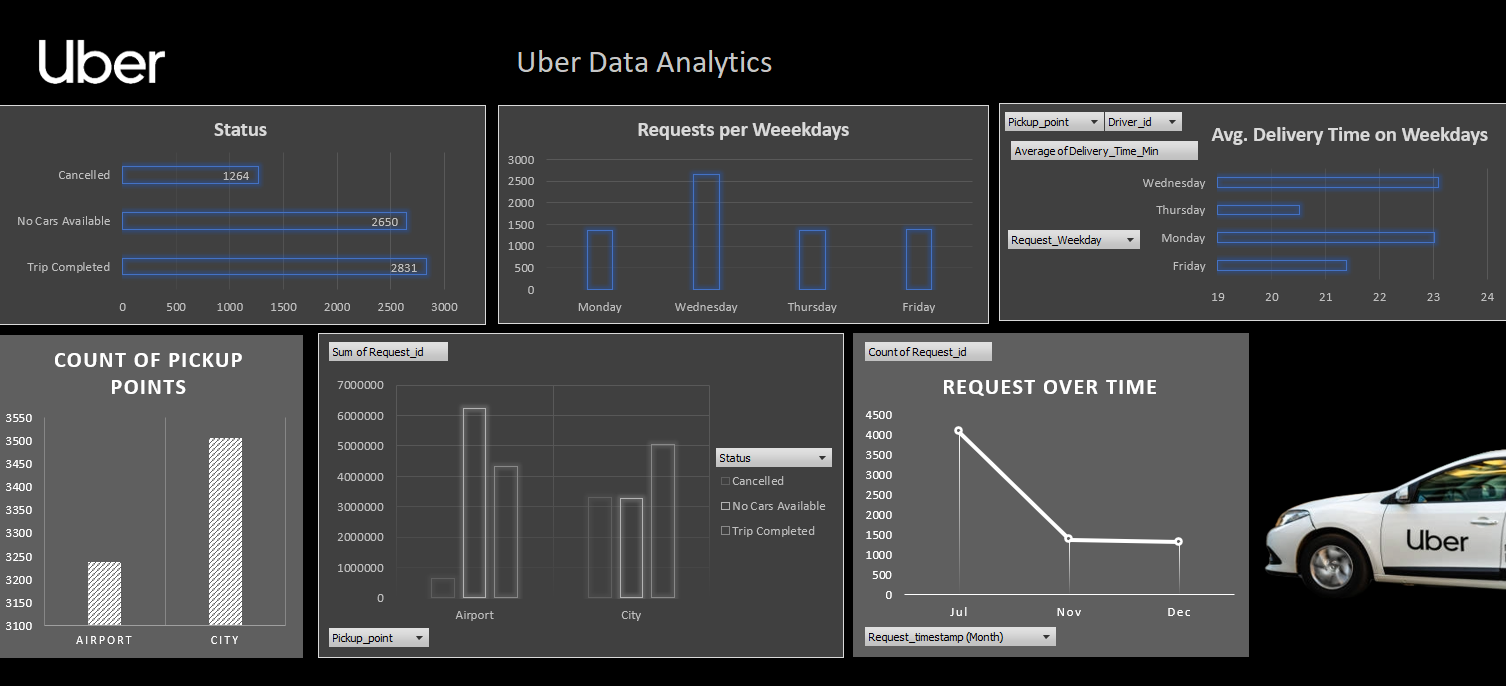 Uber
Uber Data Analytics
Status
Cancelled
1264
No Cars Available
2650
Trip Completed
2831
0 500 1000 1500 2000 2500 3000
Requests per Weeekdays
3000
2500
2000
1500
1000
500
0
Monday Wednesday Thursday Friday
Pickup_point Driver_id
Avg. Delivery Time on Weekdays
Average of Delivery_Time_Min
Request_Weekday
Wednesday
Thursday
Monday
Friday
19 20 21 22 23 24
COUNT OF PICKUP
POINTS
3550
3500
3450
3400
3350
3300
3250
3200
3150
3100
AIRPORT CITY
Sum of Request_id
7000000
6000000
5000000
4000000
3000000
2000000
1000000
0
Airport City
Status
Cancelled
No Cars Available
Trip Completed
Pickup_point
Count of Request_id
REQUEST OVER TIME
4500
4000
3500
3000
2500
2000
1500
1000
500
0
Jul Nov Dec
Request_timestamp (Month)
Uber